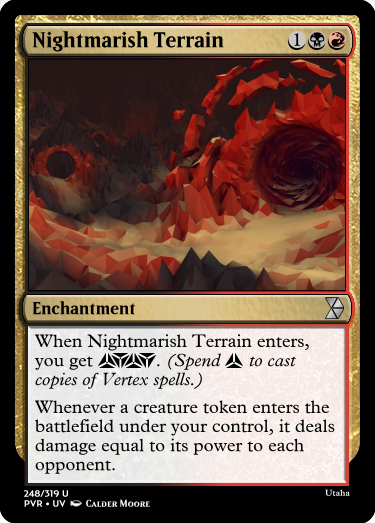 Nightmarish Terrain 1
Enchantment
When Nightmarish Terrain enters,
you get . (Spend to cast
copies of Vertex spells.)
Whenever a creature token enters the
battlefield under your control, it deals
damage equal to its power to each
opponent.
248/319 U Utaha
PVR • UV CALDER MOORE